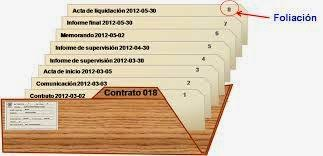 Acta de liquidación 2012-05-30 8
Foliación
Informe final 2012-05-30 7
Memorando 2012-05-02 6
Informe de supervisión 2012-04-30 5
Informe de supervisión 2012-03-30 4
Acta de inicio 2012-03-05 3
Comunicación 2012-03-03 2
Contrato 2012-03-02 1
Contrato 018